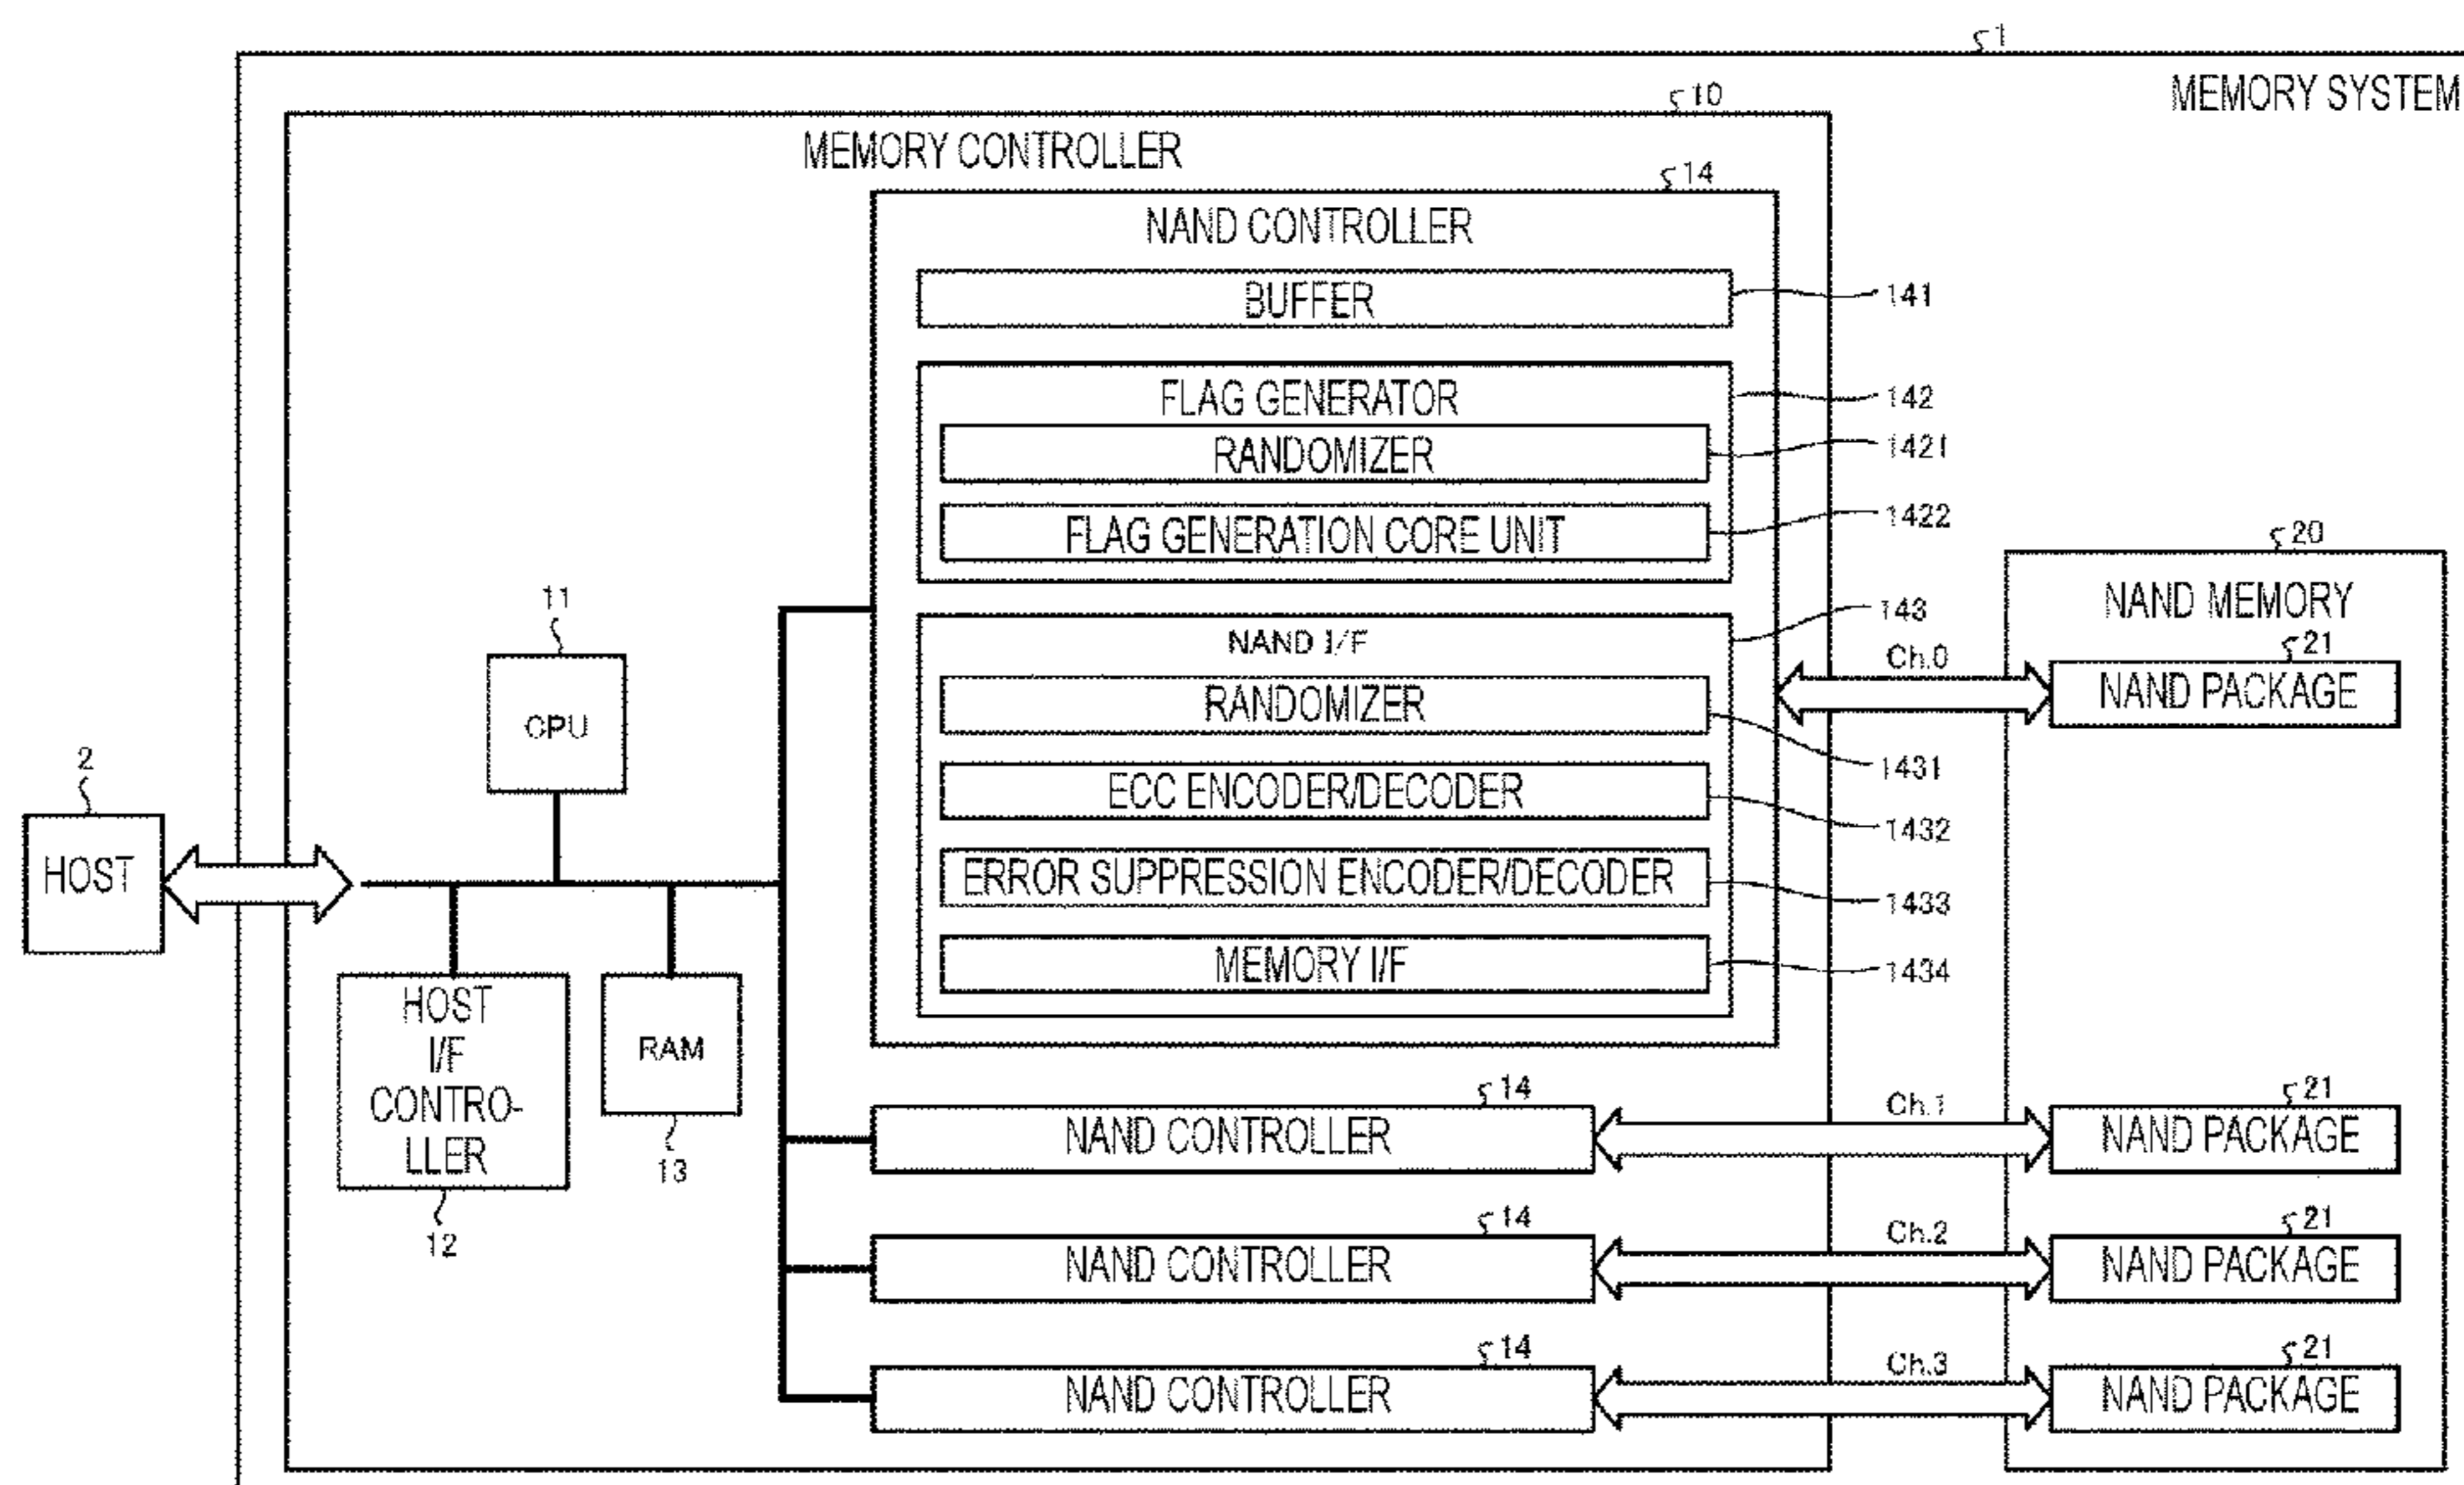 1
MEMORY SYSTEM
10
MEMORY CONTROLLER
14
NAND CONTROLLER
BUFFER
141
FLAG GENERATOR
142
RANDOMIZER
1421
FLAG GENERATION CORE UNIT
1422
20
NAND MEMORY
11
CPU
NAND I/F
143
Ch.0
21
NAND PACKAGE
RANDOMIZER
1431
ECC ENCODER/DECODER
1432
2
HOST
ERROR SUPPRESSION ENCODER/DECODER
1433
MEMORY I/F
1434
HOST
I/F
CONTRO-
LLER
12
RAM
13
14
NAND CONTROLLER
Ch.1
21
NAND PACKAGE
14
NAND CONTROLLER
Ch.2
21
NAND PACKAGE
14
NAND CONTROLLER
Ch.3
21
NAND PACKAGE